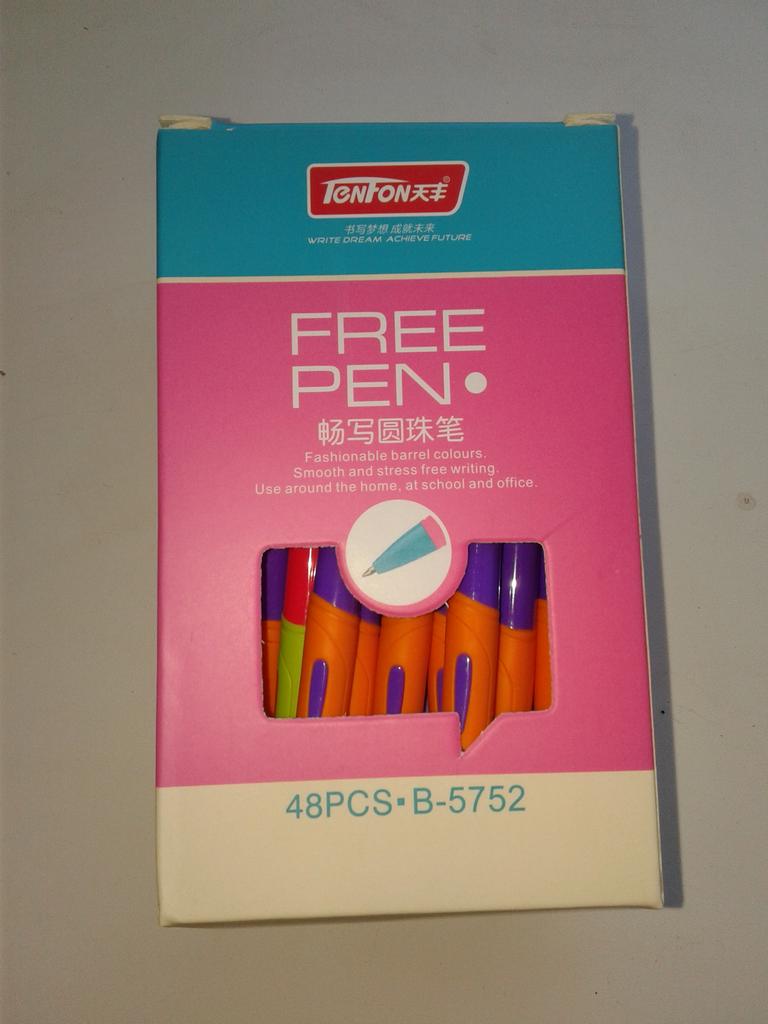 TENFON天丰®
书写梦想 成就未来
WRITE DREAM ACHIEVE FUTURE
FREE
PEN
畅写圆珠笔
Fashionable barrel colours.
Smooth and stress free writing.
Use around the home, at school and office.
48PCS▪B-5752